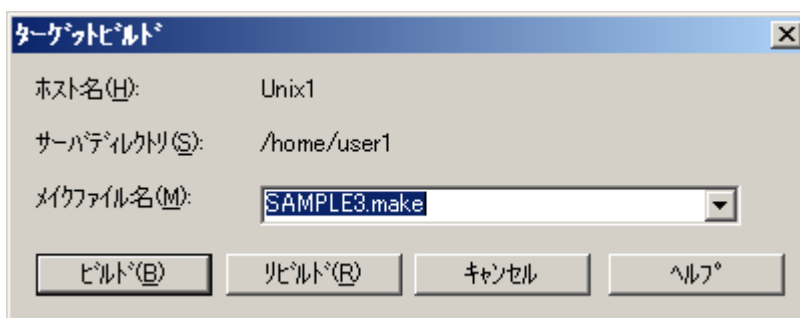 ﾀｰｹﾞｯﾄﾋﾞﾙﾄﾞ
ﾎｽﾄ名(H): Unix1
ｻｰﾊﾞﾃﾞｨﾚｸﾄﾘ(S): /home/user1
ﾒｲｸﾌｧｲﾙ名(M): SAMPLE3.make
ﾋﾞﾙﾄﾞ(B) ﾘﾋﾞﾙﾄﾞ(R) ｷｬﾝｾﾙ ﾍﾙﾌﾟ